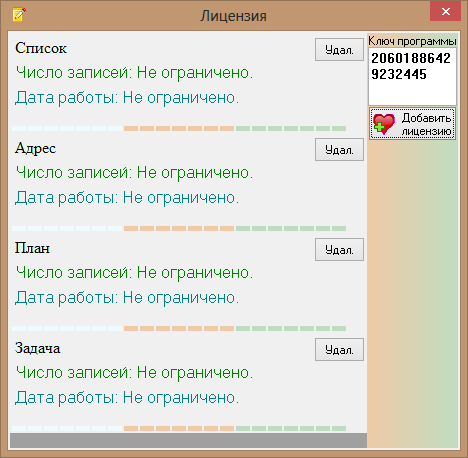 Лицензия
Список
Удал.
Число записей: Не ограничено.
Дата работы: Не ограничено.
Адрес
Удал.
Число записей: Не ограничено.
Дата работы: Не ограничено.
План
Удал.
Число записей: Не ограничено.
Дата работы: Не ограничено.
Задача
Удал.
Число записей: Не ограничено.
Дата работы: Не ограничено.
Ключ программы
2060188642
9232445
Добавить
лицензию